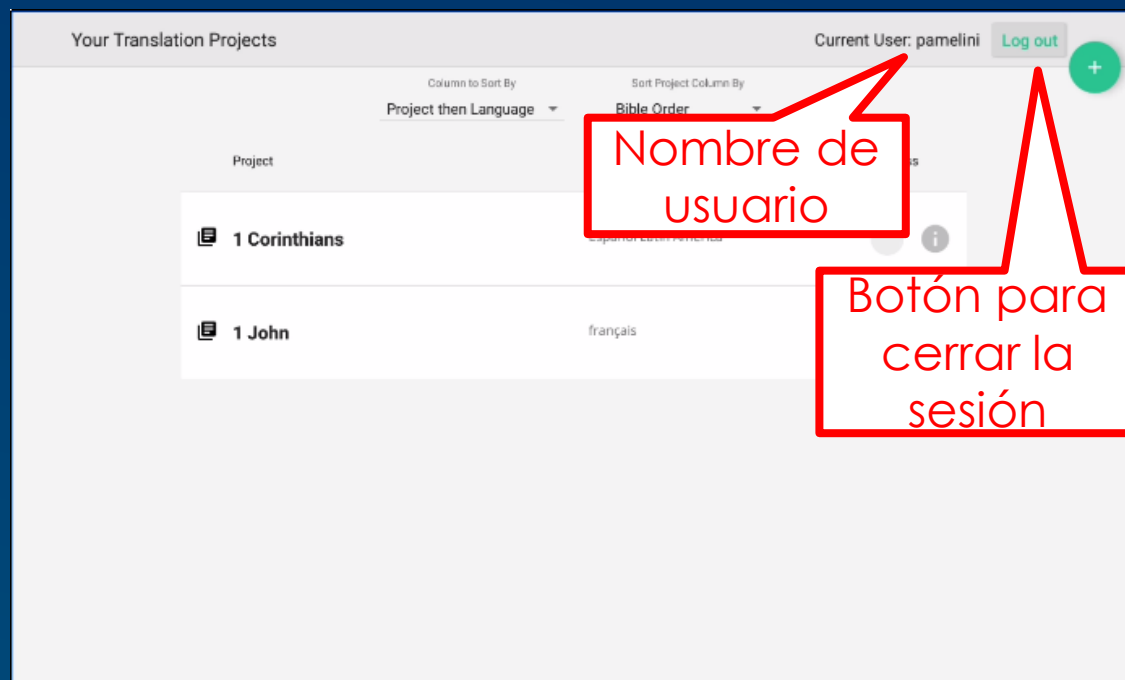 Your Translation Projects
Current User: pamelini
Log out
+
Column to Sort By
Sort Project Column By
Project then Language
Bible Order
Nombre de
usuario
Project
1 Corinthians
Botón para
cerrar la
sesión
1 John
français